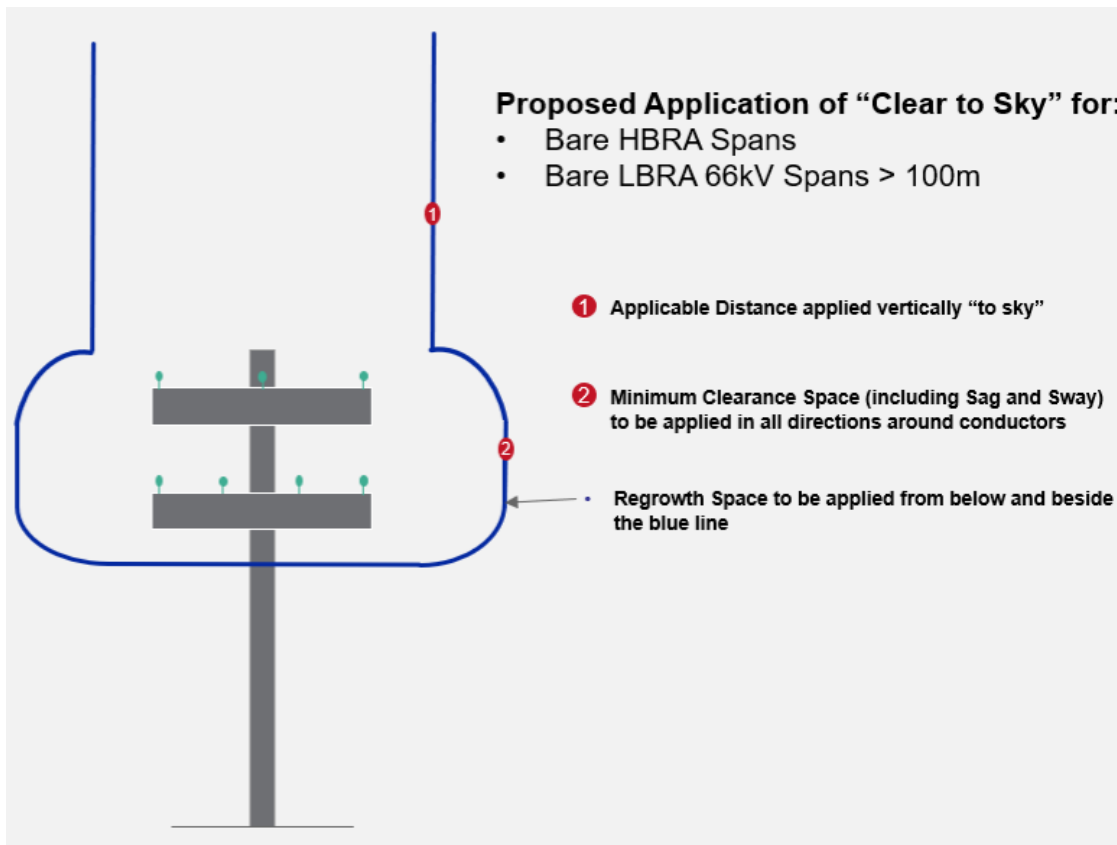 Proposed Application of “Clear to Sky” for:
• Bare HBRA Spans
• Bare LBRA 66kV Spans > 100m
1
1 Applicable Distance applied vertically “to sky”
2 Minimum Clearance Space (including Sag and Sway)
to be applied in all directions around conductors
2
• Regrowth Space to be applied from below and beside
the blue line